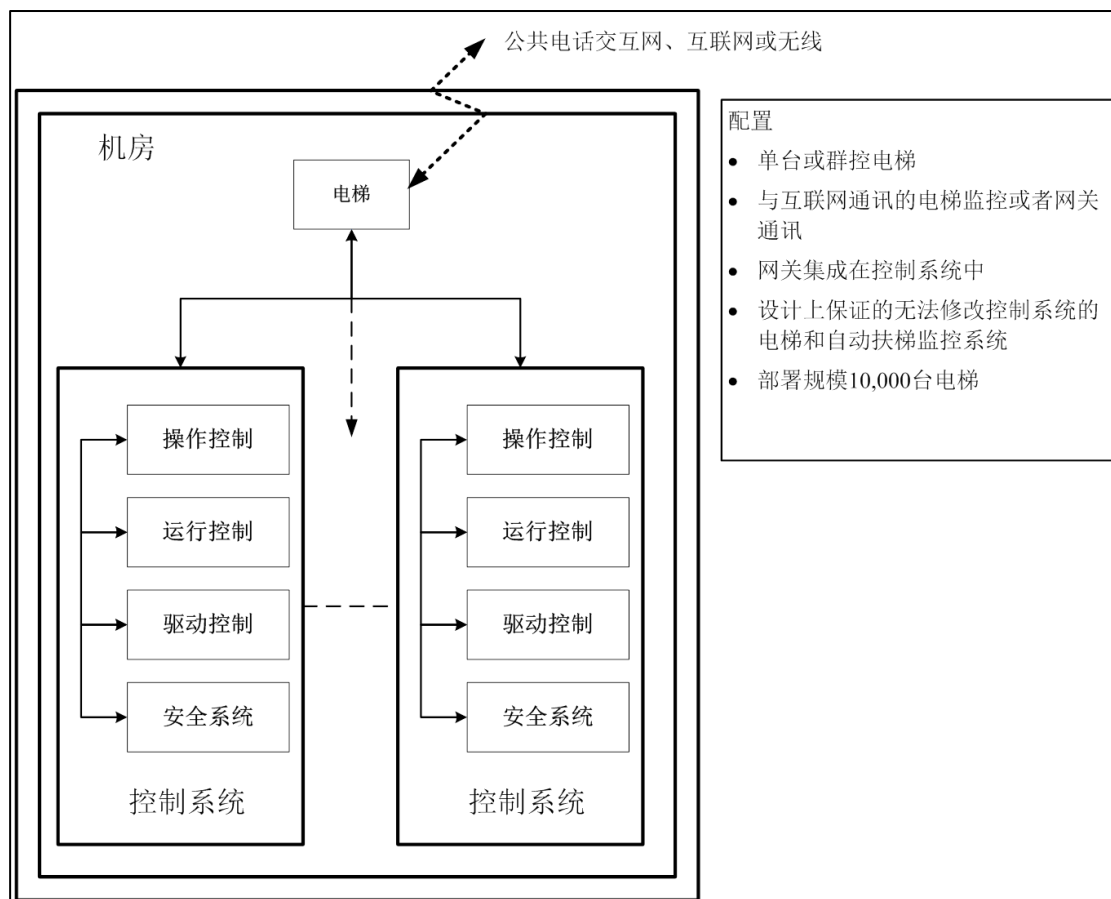 公共电话交互网、互联网或无线
机房
电梯
操作控制
运行控制
驱动控制
安全系统
控制系统
操作控制
运行控制
驱动控制
安全系统
控制系统
配置
• 单台或群控电梯
• 与互联网通讯的电梯监控或者网关
通讯
• 网关集成在控制系统中
• 设计上保证的无法修改控制系统的
电梯和自动扶梯监控系统
• 部署规模10,000台电梯